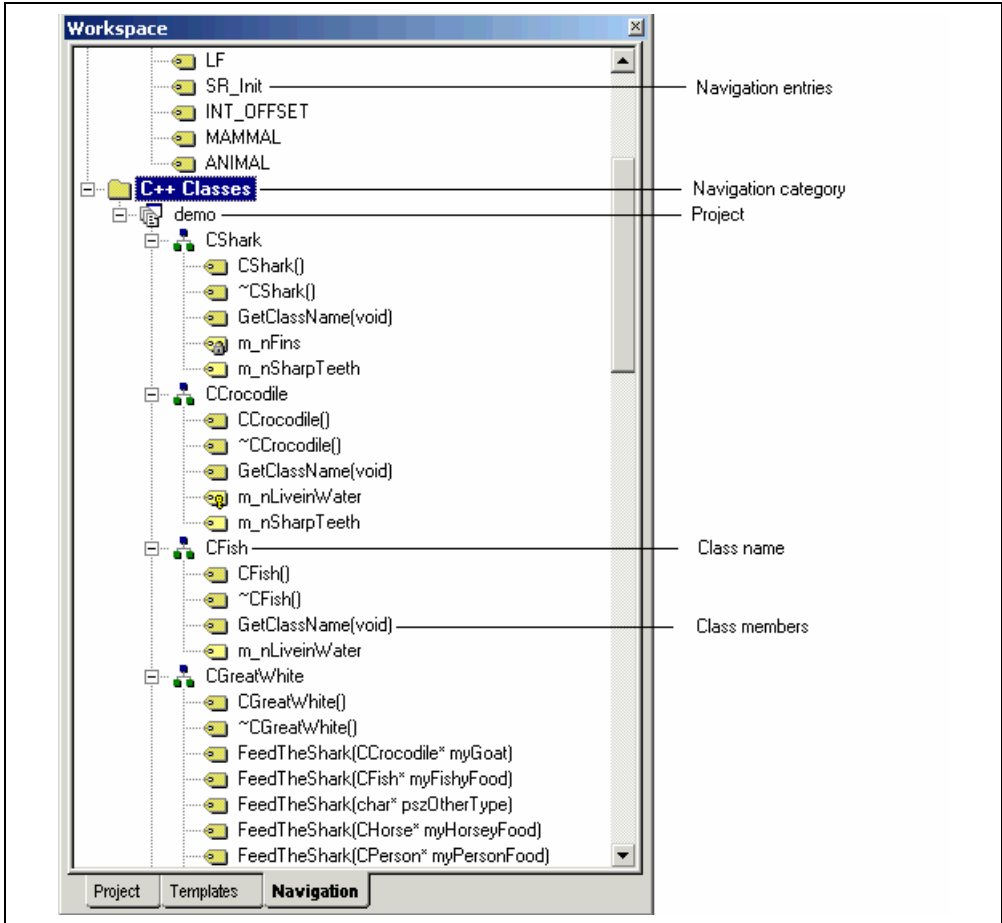 Workspace
LF
SR_Init
Navigation entries
INT_OFFSET
MAMMAL
ANIMAL
C++ Classes
Navigation category
demo
Project
CShark
CShark()
~CShark()
GetClassName(void)
m_nFins
m_nSharpTeeth
CCrocodile
CCrocodile()
~CCrocodile()
GetClassName(void)
m_nLiveinWater
m_nSharpTeeth
CFish
Class name
CFish()
~CFish()
GetClassName(void)
Class members
m_nLiveinWater
CGreatWhite
CGreatWhite()
~CGreatWhite()
FeedTheShark(CCrocodile* myGoat)
FeedTheShark(CFish* myFishyFood)
FeedTheShark(char* pszOtherType)
FeedTheShark(CHorse* myHorseyFood)
FeedTheShark(CPerson* myPersonFood)
Project Templates Navigation